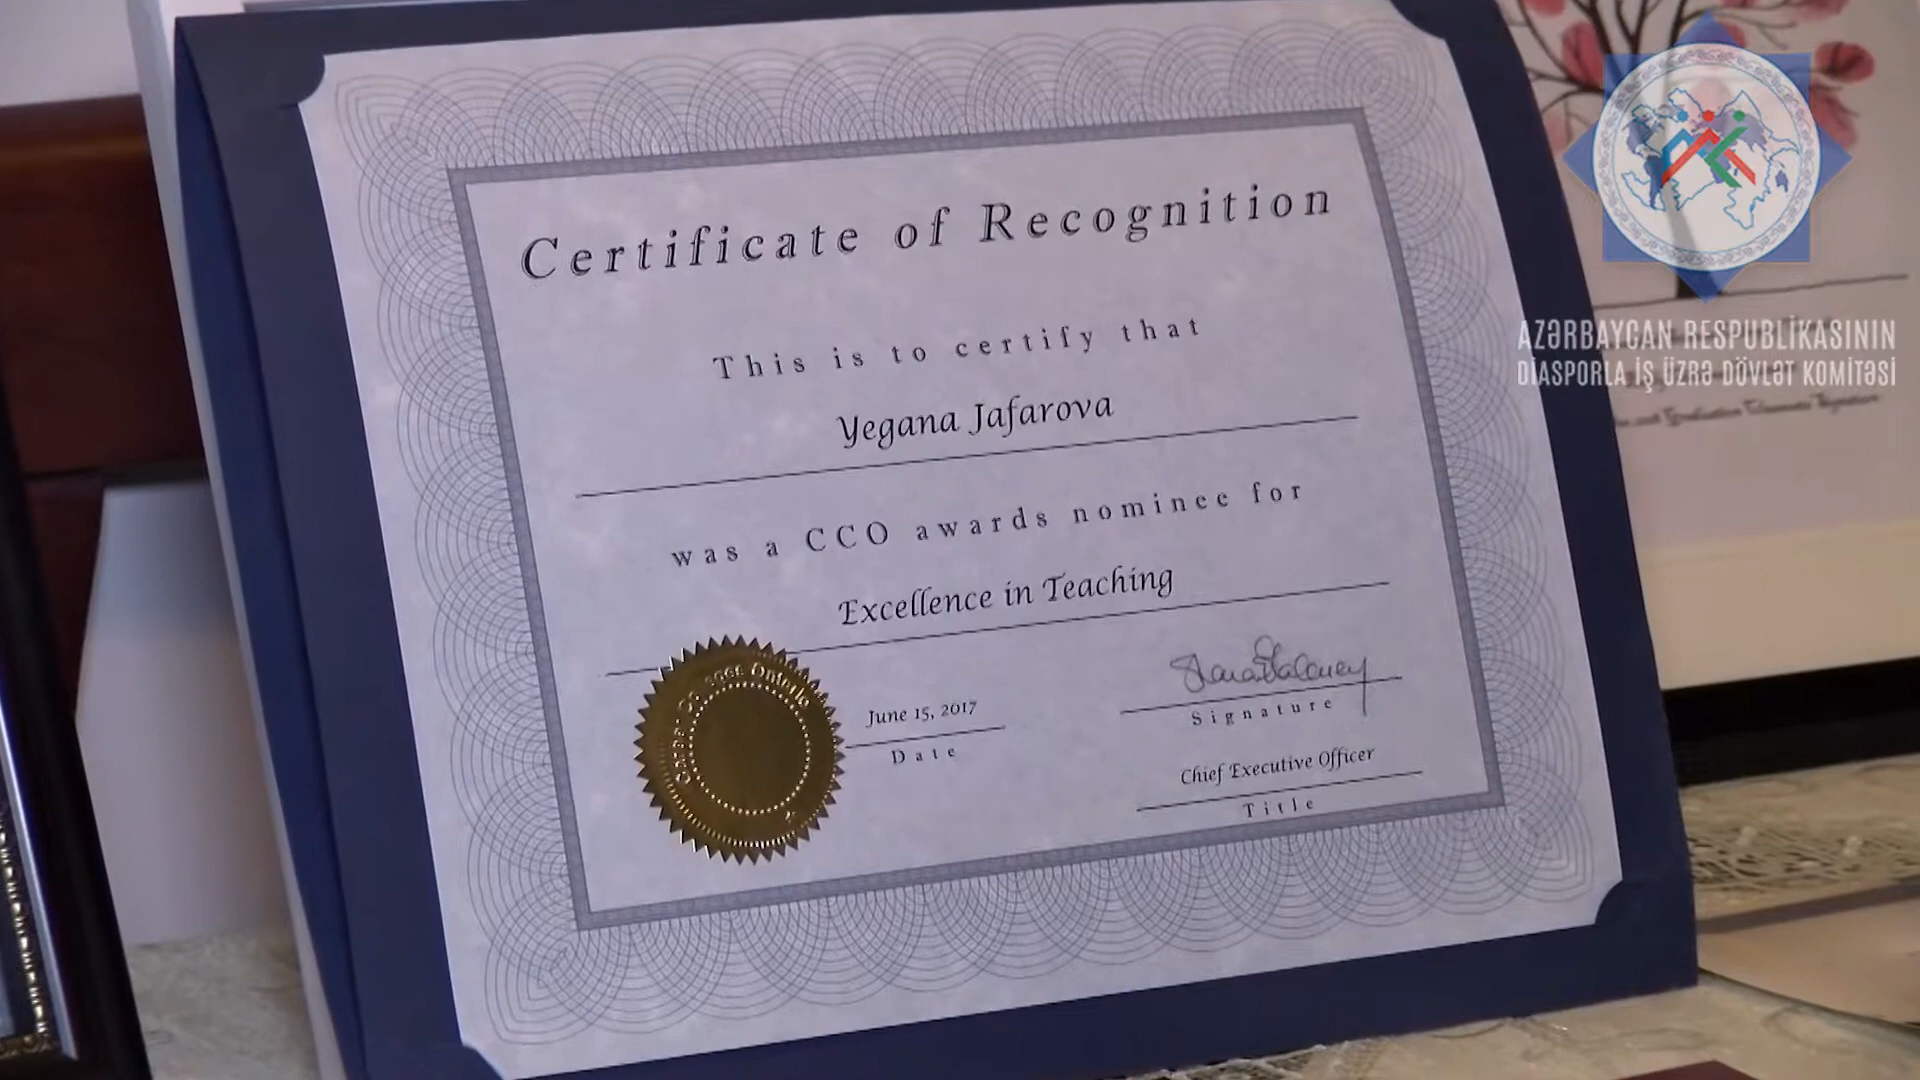 Certificate of Recognition
This is to certify that
Yegana Jafarova
was a CCO awards nominee for
Excellence in Teaching
June 15, 2017
Date
Signature
Chief Executive Officer
Title
Ontario
AZƏRBAYCAN RESPUBLİKASININ
DİASPORLA İŞ ÜZRƏ DÖVLƏT KOMİTƏSİ